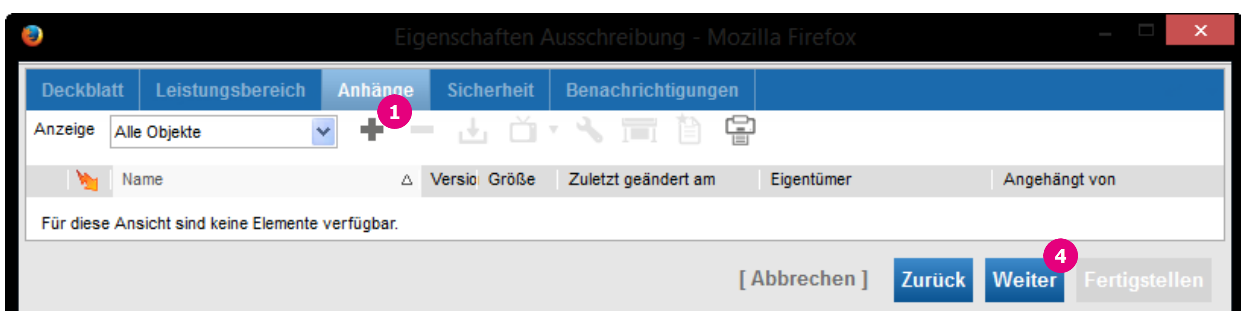 Eigenschaften Ausschreibung - Mozilla Firefox
Deckblatt Leistungsbereich Anhänge Sicherheit Benachrichtigungen
1
Anzeige Alle Objekte
Name Versio Größe Zuletzt geändert am Eigentümer Angehängt von
Für diese Ansicht sind keine Elemente verfügbar.
4
[ Abbrechen ] Zurück Weiter Fertigstellen